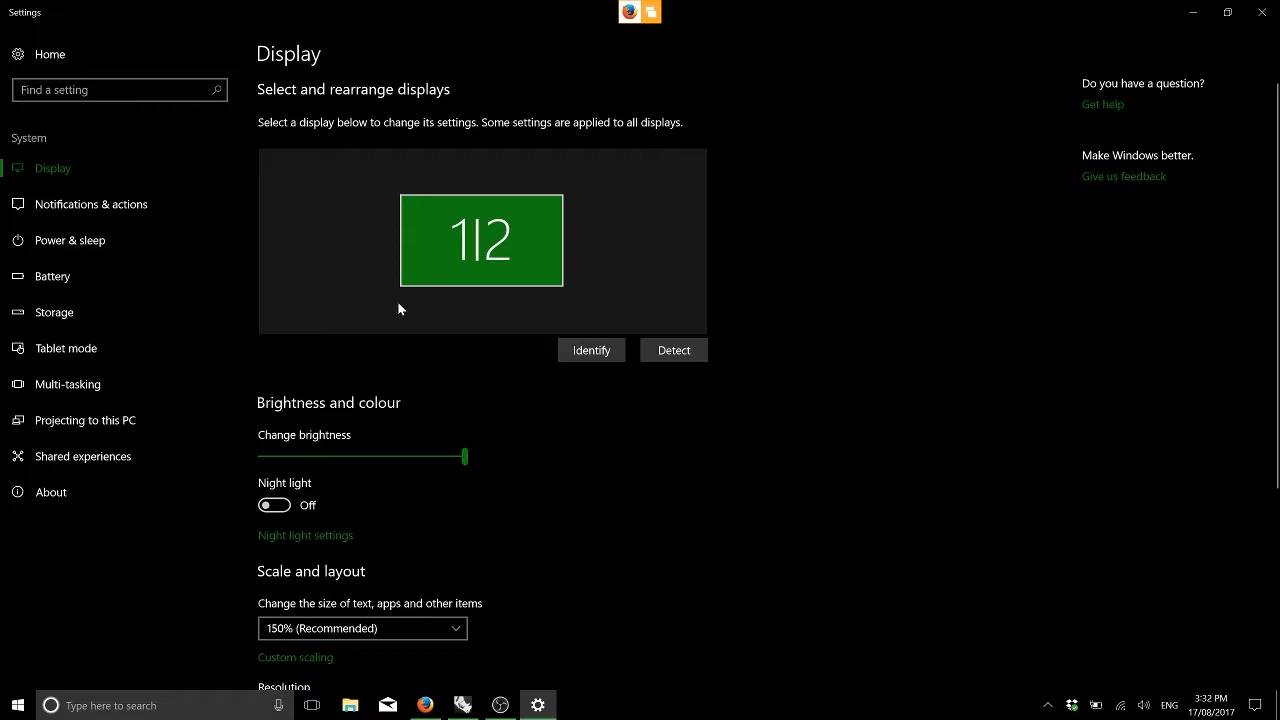 Settings
Home
Find a setting
System
Display
Notifications & actions
Power & sleep
Battery
Storage
Tablet mode
Multi-tasking
Projecting to this PC
Shared experiences
About
Display
Select and rearrange displays
Select a display below to change its settings. Some settings are applied to all displays.
1|2
Identify
Detect
Brightness and colour
Change brightness
Night light
Off
Night light settings
Scale and layout
Change the size of text, apps and other items
150% (Recommended)
Custom scaling
Resolution
Do you have a question?
Get help
Make Windows better.
Give us feedback
Type here to search
ENG
3:32 PM
17/08/2017